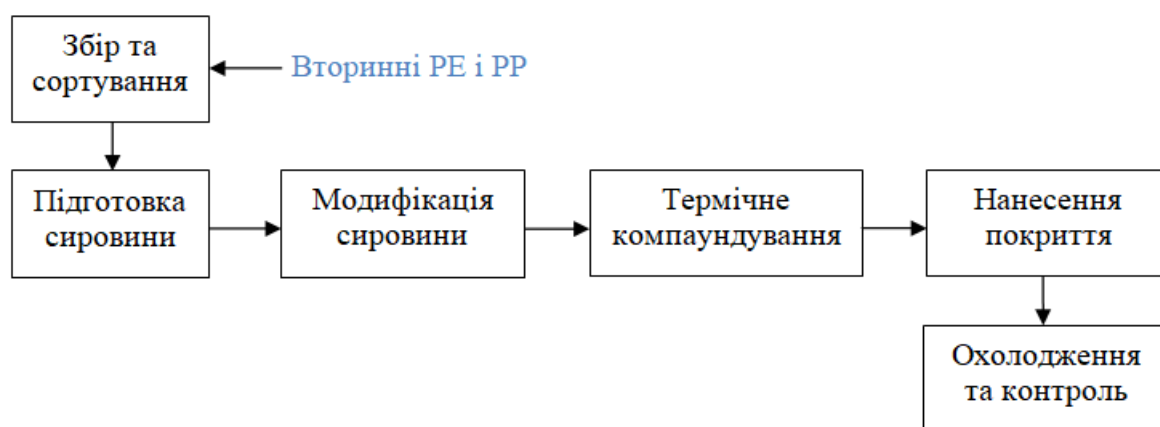 Збір та
сортування
Вторинні PE і PP
Підготовка
сировини
Модифікація
сировини
Термічне
компаундування
Нанесення
покриття
Охолодження
та контроль